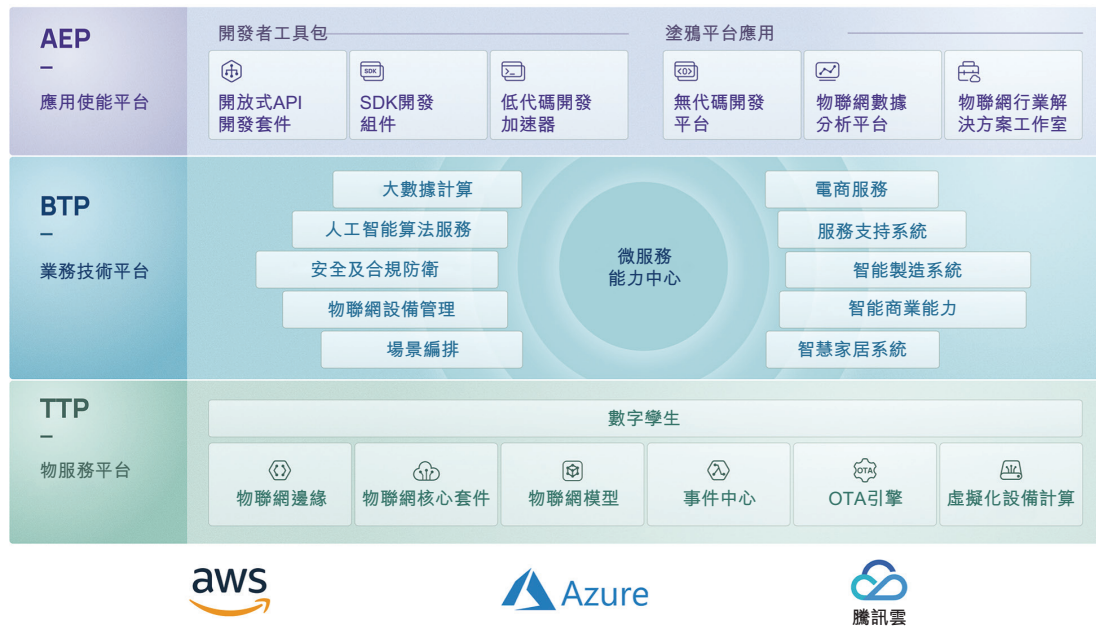 AEP
–
應用使能平台
開發者工具包
塗鴉平台應用
開放式API
開發套件
SDK
SDK開發
組件
低代碼開發
加速器
無代碼開發
平台
物聯網數據
分析平台
物聯網行業解
決方案工作室
BTP
–
業務技術平台
大數據計算
人工智能算法服務
安全及合規防衛
物聯網設備管理
場景編排
微服務
能力中心
電商服務
服務支持系統
智能製造系統
智能商業能力
智慧家居系統
TTP
–
物服務平台
數字孿生
物聯網邊緣
物聯網核心套件
物聯網模型
事件中心
OTA
OTA引擎
虛擬化設備計算
aws
Azure
騰訊雲